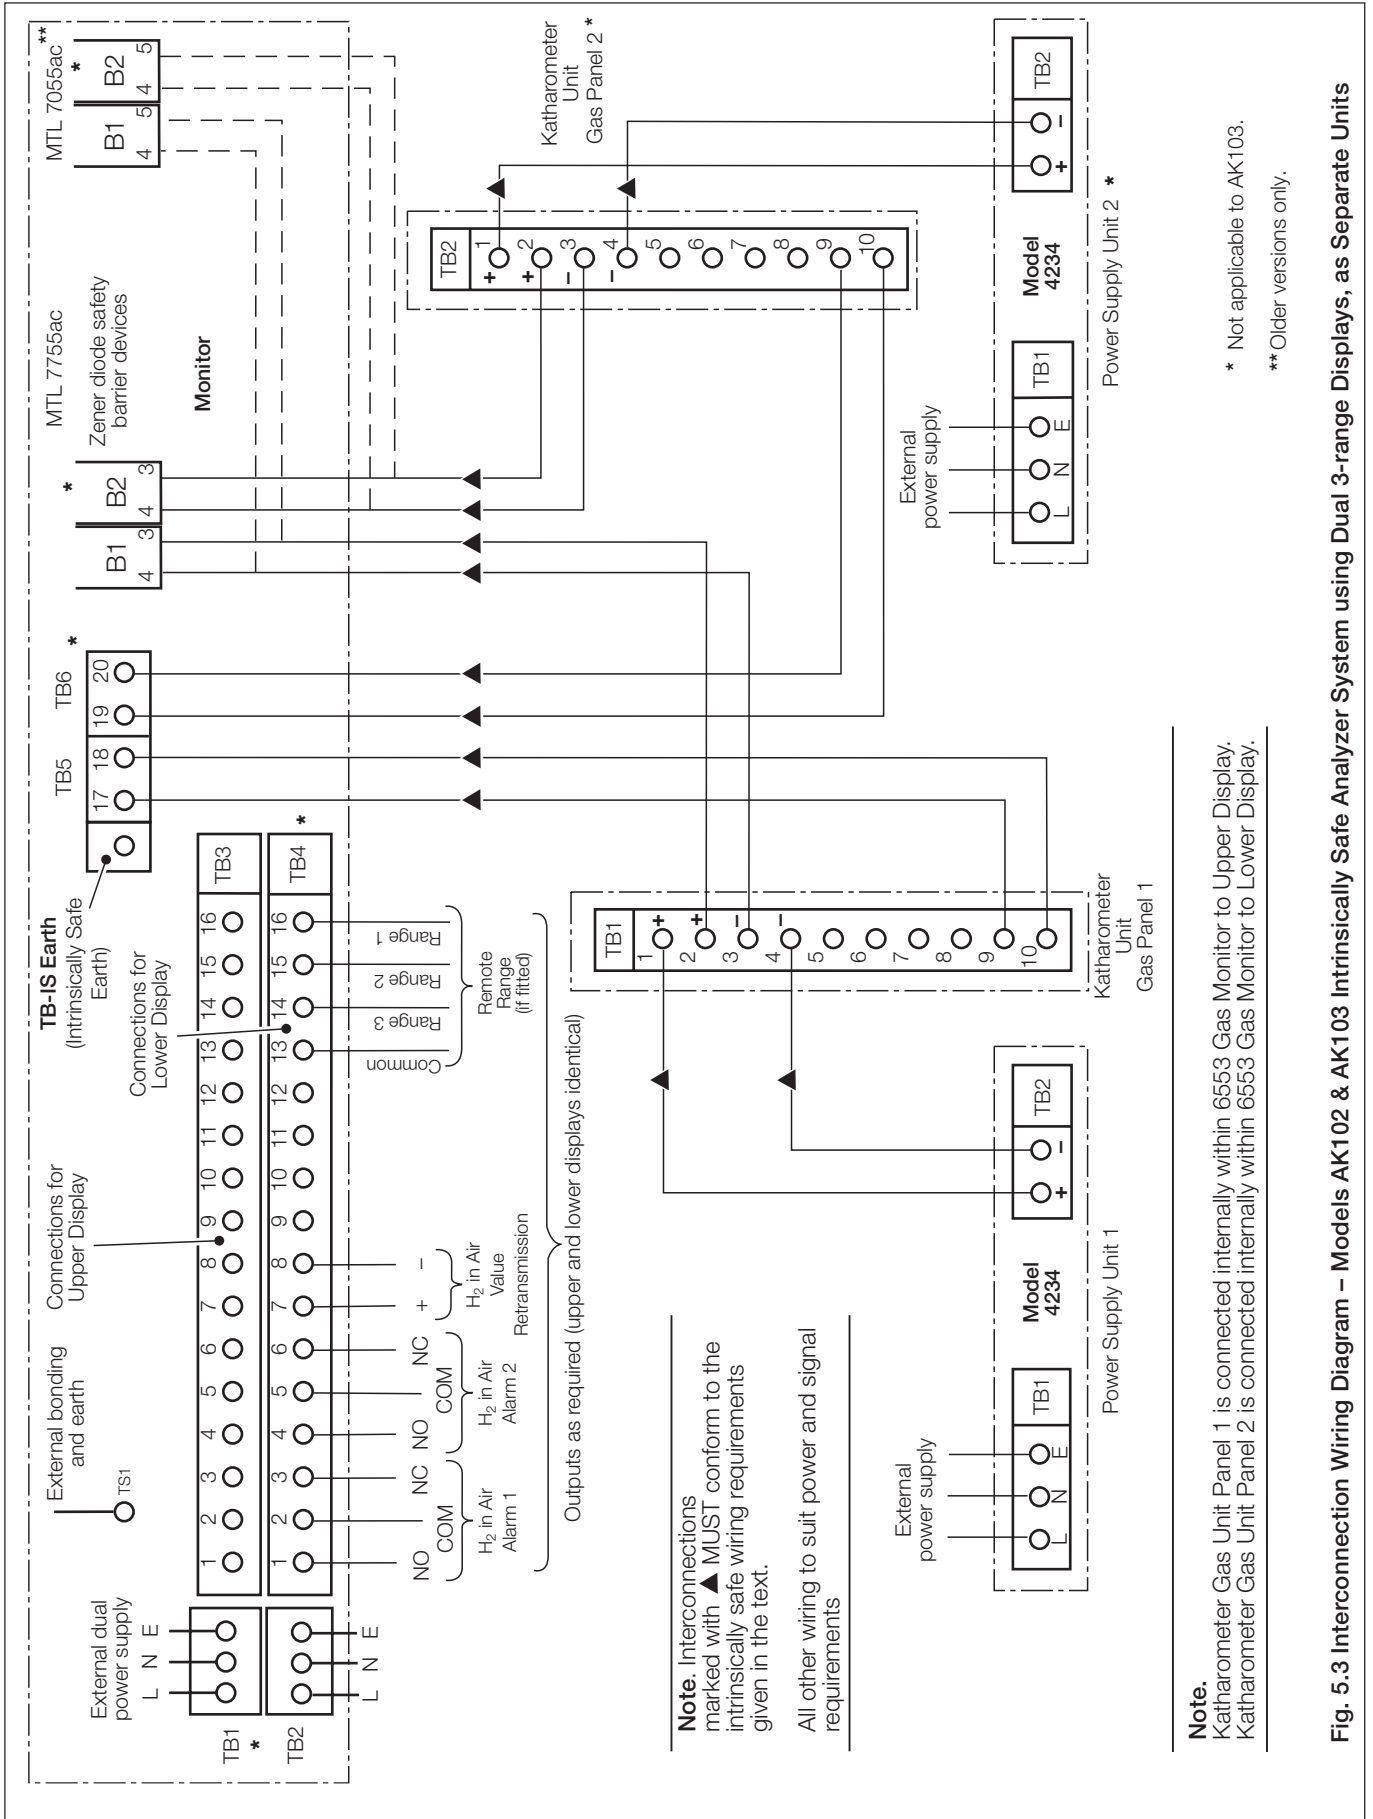 External dual
power supply
L N E
TB1
*
TB2
L N E
External bonding
and earth
TS1
Connections for
Upper Display
TB-IS Earth
(Intrinsically Safe
Earth)
Connections for
Lower Display
1 2 3 4 5 6 7 8 9 10 11 12 13 14 15 16 TB3
1 2 3 4 5 6 7 8 9 10 11 12 13 14 15 16 TB4 *
TB5
TB6 *
17 18 19 20
B1
4 3
B2 *
4 3
MTL 7755ac
Zener diode safety
barrier devices
Monitor
MTL 7055ac **
B1
4 5
B2 *
4 5
NO COM NC
H2 in Air
Alarm 1
NO COM NC
H2 in Air
Alarm 2
+ –
H2 in Air
Value
Retransmission
Common
Range 3
Range 2
Range 1
Remote
Range
(if fitted)
Outputs as required (upper and lower displays identical)
TB1
1 +
2 +
3 –
4 –
5
6
7
8
9
10
Katharometer
Unit
Gas Panel 1
TB2
1 +
2 +
3 –
4 –
5
6
7
8
9
10
Katharometer
Unit
Gas Panel 2 *
Note. Interconnections
marked with ▲ MUST conform to the
intrinsically safe wiring requirements
given in the text.
All other wiring to suit power and signal
requirements
External
power supply
L N E
TB1
Model
4234
+ –
TB2
Power Supply Unit 1
External
power supply
L N E
TB1
Model
4234
+ –
TB2
Power Supply Unit 2 *
Note.
Katharometer Gas Unit Panel 1 is connected internally within 6553 Gas Monitor to Upper Display.
Katharometer Gas Unit Panel 2 is connected internally within 6553 Gas Monitor to Lower Display.
* Not applicable to AK103.
** Older versions only.
Fig. 5.3 Interconnection Wiring Diagram – Models AK102 & AK103 Intrinsically Safe Analyzer System using Dual 3-range Displays, as Separate Units